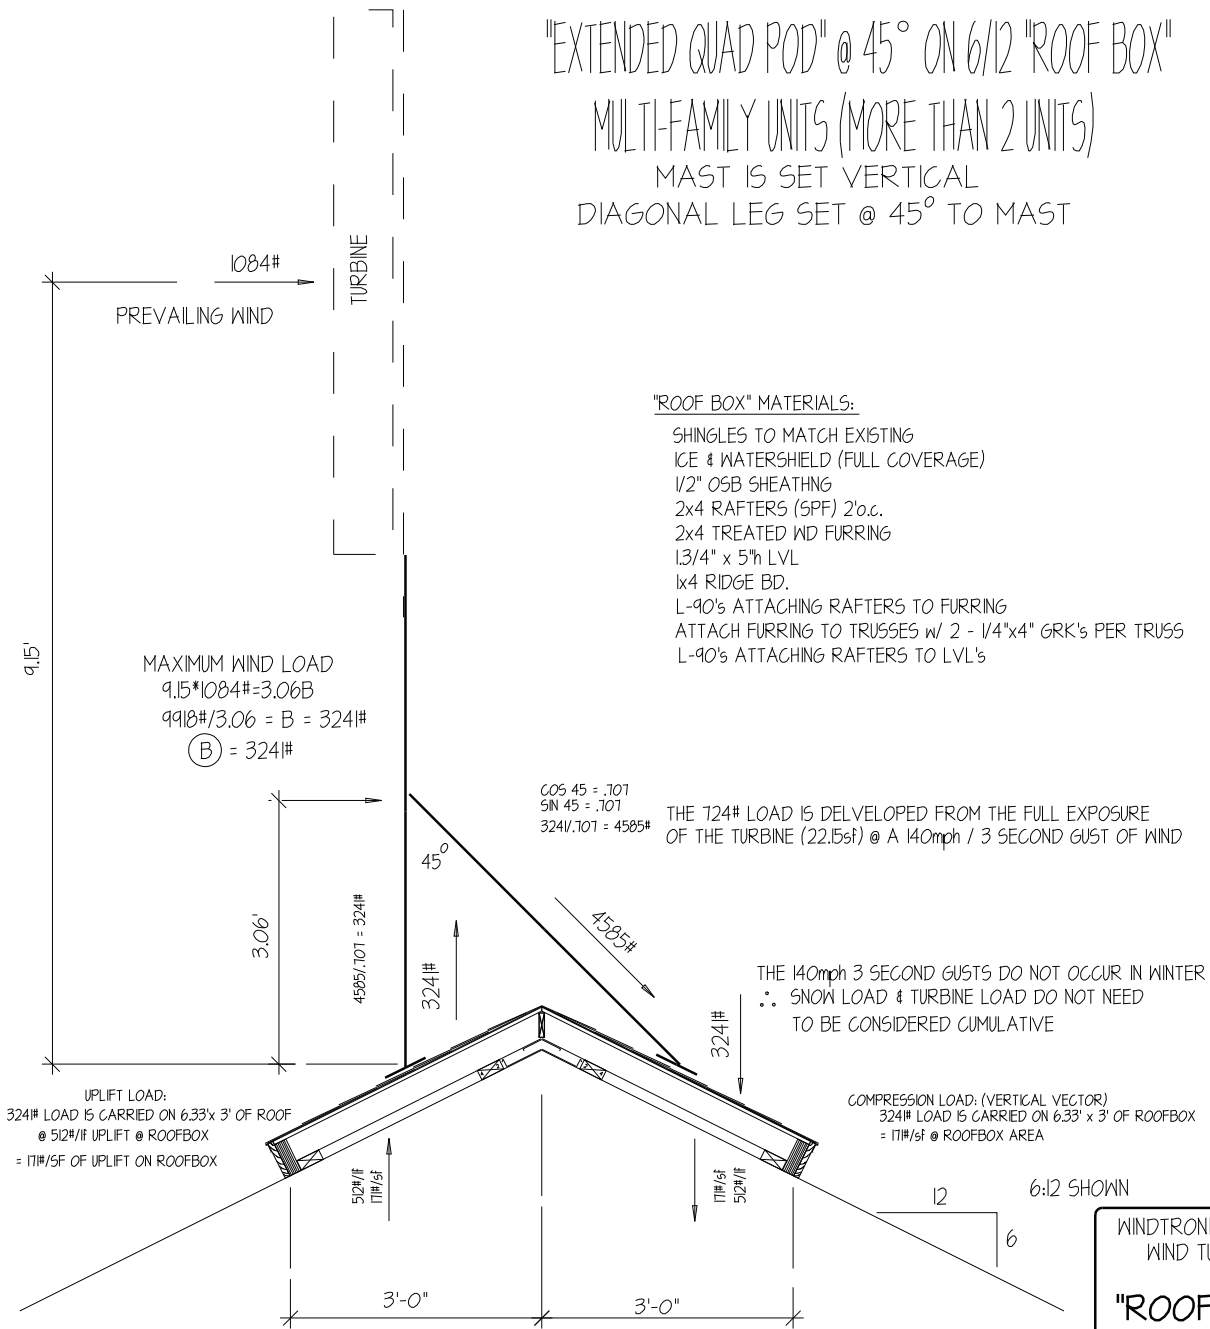 "EXTENDED QUAD POD" @ 45° ON 6/12 "ROOF BOX"
MULTI-FAMILY UNITS (MORE THAN 2 UNITS)
MAST IS SET VERTICAL
DIAGONAL LEG SET @ 45° TO MAST
TURBINE
1084#
PREVAILING WIND
"ROOF BOX" MATERIALS:
SHINGLES TO MATCH EXISTING
ICE & WATERSHIELD (FULL COVERAGE)
1/2" OSB SHEATHNG
2x4 RAFTERS (SPF) 2'o.c.
2x4 TREATED WD FURRING
1.3/4" x 5"h LVL
1x4 RIDGE BD.
L-90's ATTACHING RAFTERS TO FURRING
ATTACH FURRING TO TRUSSES w/ 2 - 1/4"x4" GRK's PER TRUSS
L-90's ATTACHING RAFTERS TO LVL's
9.15'
MAXIMUM WIND LOAD
9.15*1084#=3.06B
9918#/3.06 = B = 3241#
B = 3241#
COS 45 = .707
SIN 45 = .707
3241/.707 = 4585#
THE 724# LOAD IS DELVELOPED FROM THE FULL EXPOSURE
OF THE TURBINE (22.15sf) @ A 140mph / 3 SECOND GUST OF WIND
45°
3.06'
4585/.707 = 3241#
3241#
4585#
3241#
THE 140mph 3 SECOND GUSTS DO NOT OCCUR IN WINTER
∴ SNOW LOAD & TURBINE LOAD DO NOT NEED
TO BE CONSIDERED CUMULATIVE
UPLIFT LOAD:
3241# LOAD IS CARRIED ON 6.33'x 3' OF ROOF
@ 512#/lf UPLIFT @ ROOFBOX
= 171#/SF OF UPLIFT ON ROOFBOX
COMPRESSION LOAD: (VERTICAL VECTOR)
3241# LOAD IS CARRIED ON 6.33' x 3' OF ROOFBOX
= 171#/sf @ ROOFBOX AREA
512#/lf
171#/sf
171#/sf
512#/lf
6:12 SHOWN
12
6
3'-0"
3'-0"
WINDTRONI
WIND TU
"ROOF